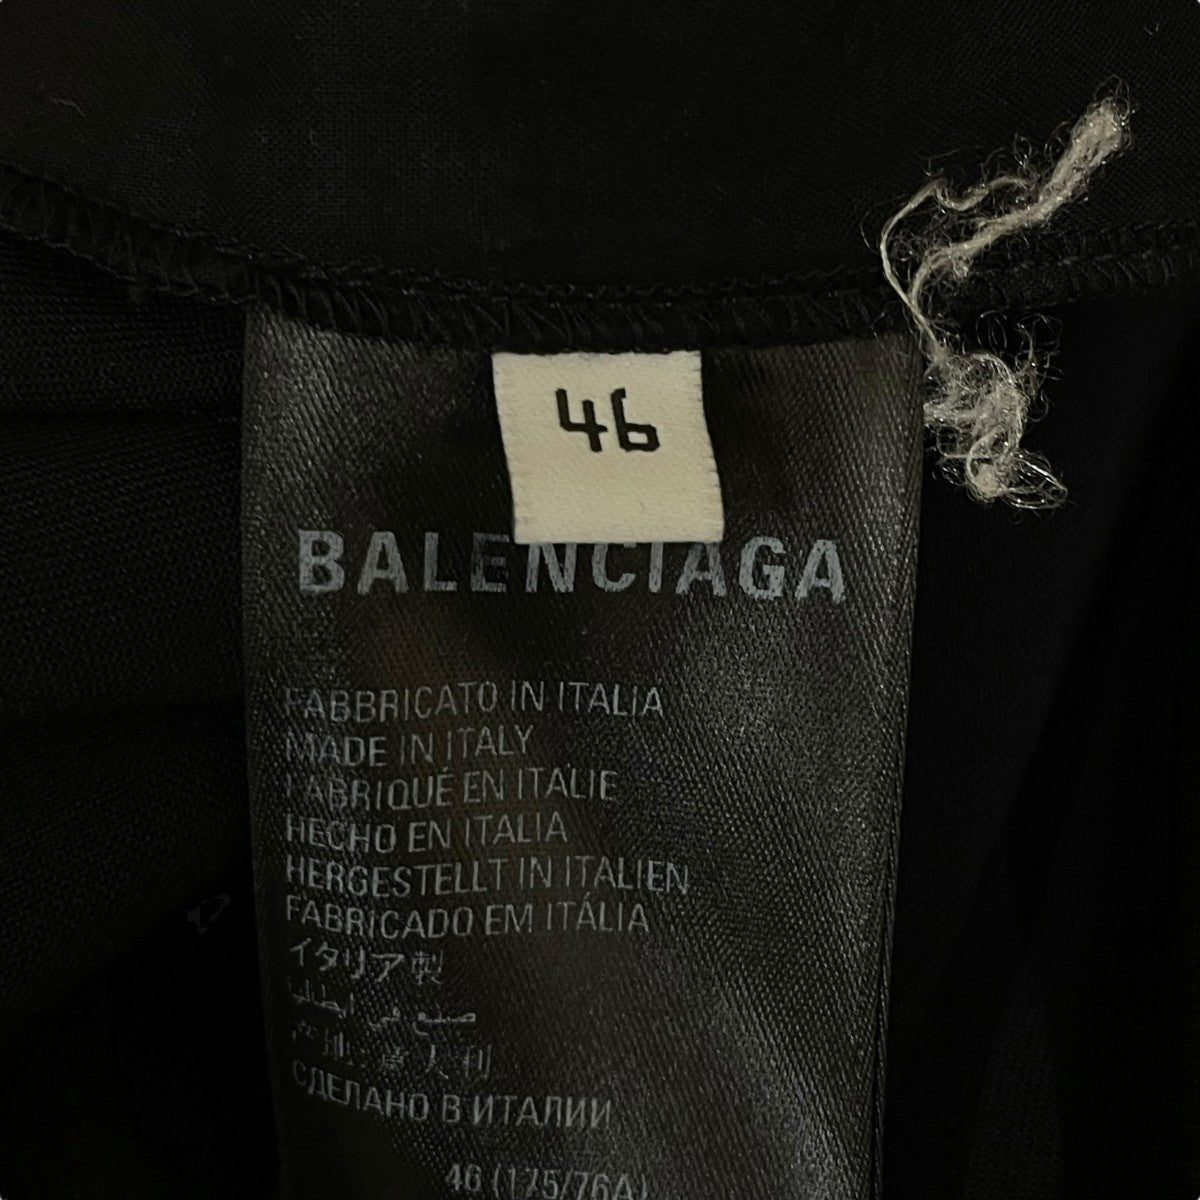 46
BALENCIAGA
FABBRICATO IN ITALIA
MADE IN ITALY
FABRIQUÉ EN ITALIE
HECHO EN ITALIA
HERGESTELLT IN ITALIEN
FABRICADO EM ITÁLIA
イタリア製
صنع في إيطاليا
产地:意大利
СДЕЛАНО В ИТАЛИИ
46 (175/76A)